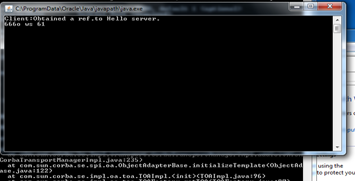 C:\ProgramData\Oracle\Java\javapath\java.exe
Client:Obtained a ref.to Hello server.
666o ws 61
CorbaTransportManagerImpl.java:235)
at com.sun.corba.se.spi.oa.ObjectAdapterBase.initializeTemplate(ObjectAd
ase.java:122)
at com.sun.corba.se.impl.oa.toa.TOAImpl.<init>(TOAImpl.java:96)
using the
to protect you